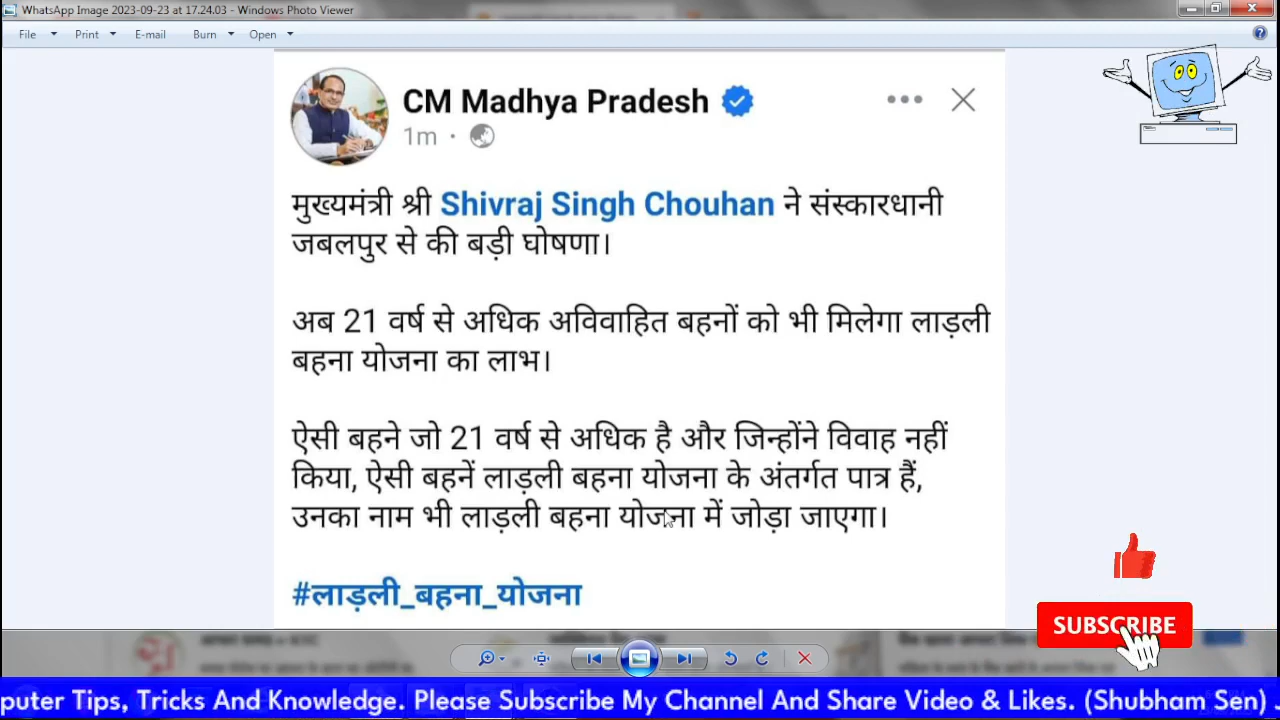 WhatsApp Image 2023-09-23 at 17.24.03 - Windows Photo Viewer
File Print E-mail Burn Open
CM Madhya Pradesh
1m
मुख्यमंत्री श्री Shivraj Singh Chouhan ने संस्कारधानी
जबलपुर से की बड़ी घोषणा।
अब 21 वर्ष से अधिक अविवाहित बहनों को भी मिलेगा लाड़ली
बहना योजना का लाभ।
ऐसी बहने जो 21 वर्ष से अधिक है और जिन्होंने विवाह नहीं
किया, ऐसी बहनें लाड़ली बहना योजना के अंतर्गत पात्र हैं,
उनका नाम भी लाड़ली बहना योजना में जोड़ा जाएगा।
#लाड़ली_बहना_योजना
SUBSCRIBE
puter Tips, Tricks And Knowledge. Please Subscribe My Channel And Share Video & Likes. (Shubham Sen)